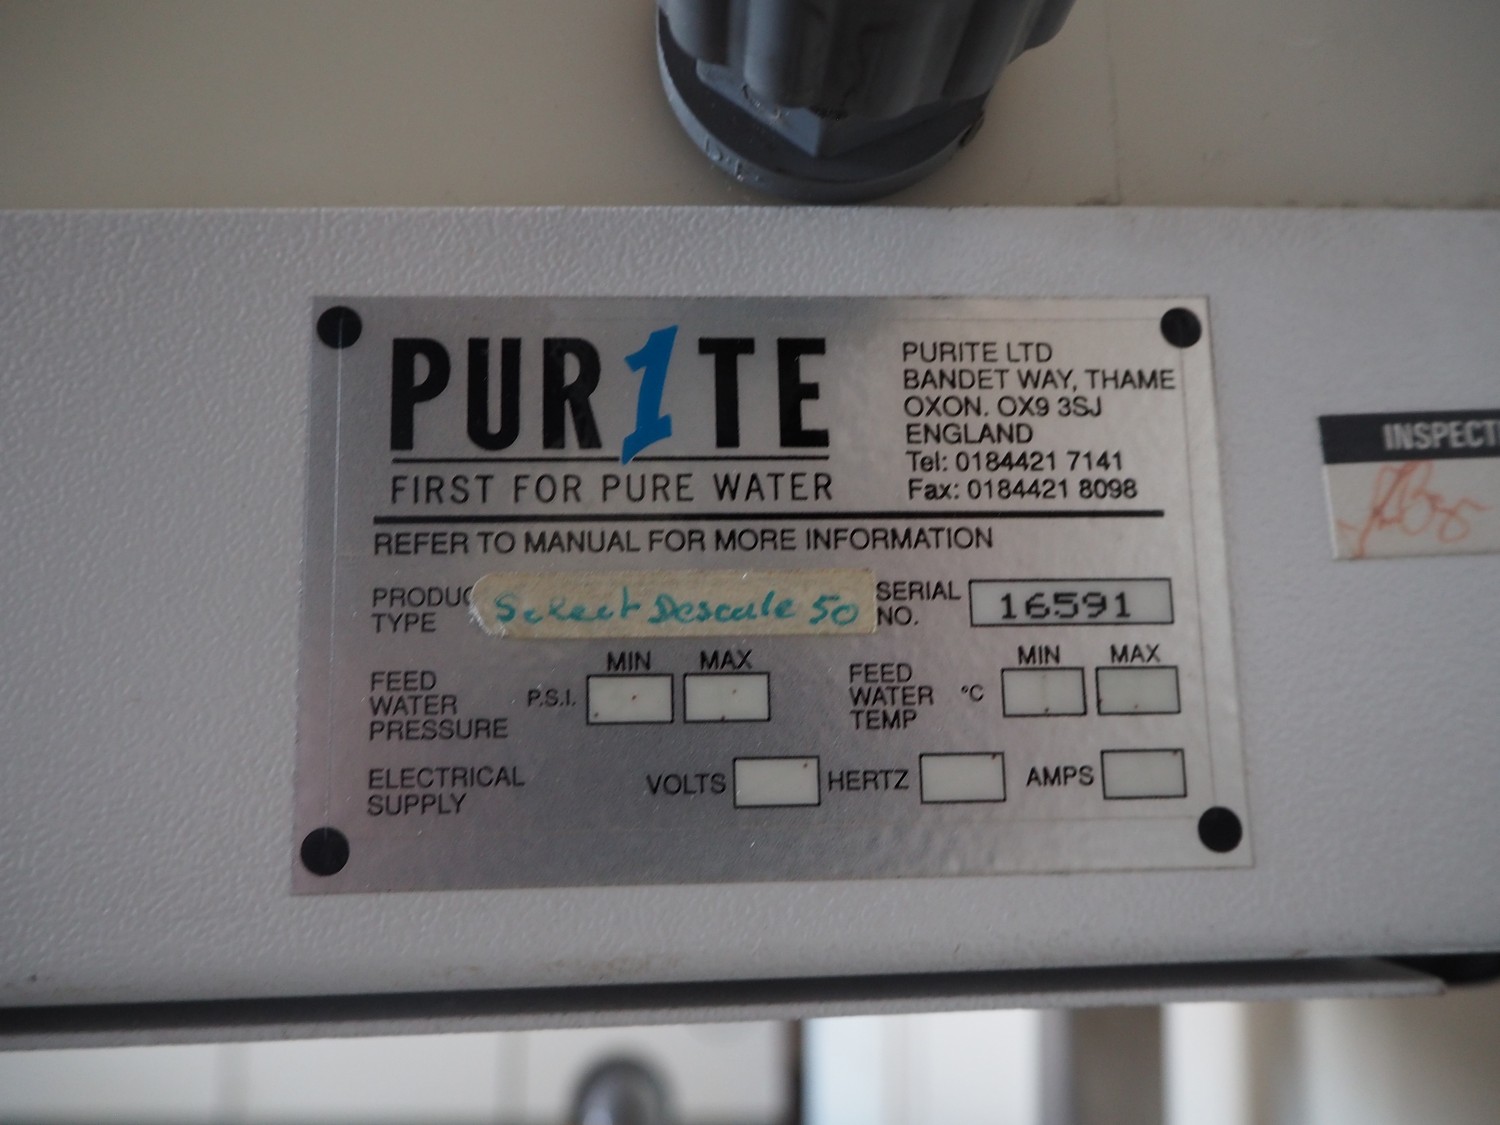 PUR1TE
FIRST FOR PURE WATER
PURITE LTD
BANDET WAY, THAME
OXON. OX9 3SJ
ENGLAND
Tel: 0184421 7141
Fax: 0184421 8098
REFER TO MANUAL FOR MORE INFORMATION
PRODUC
TYPE
Select Descale 50
SERIAL
NO.
16591
FEED
WATER
PRESSURE
P.S.I.
MIN
MAX
FEED
WATER
TEMP
°C
MIN
MAX
ELECTRICAL
SUPPLY
VOLTS
HERTZ
AMPS
INSPECT